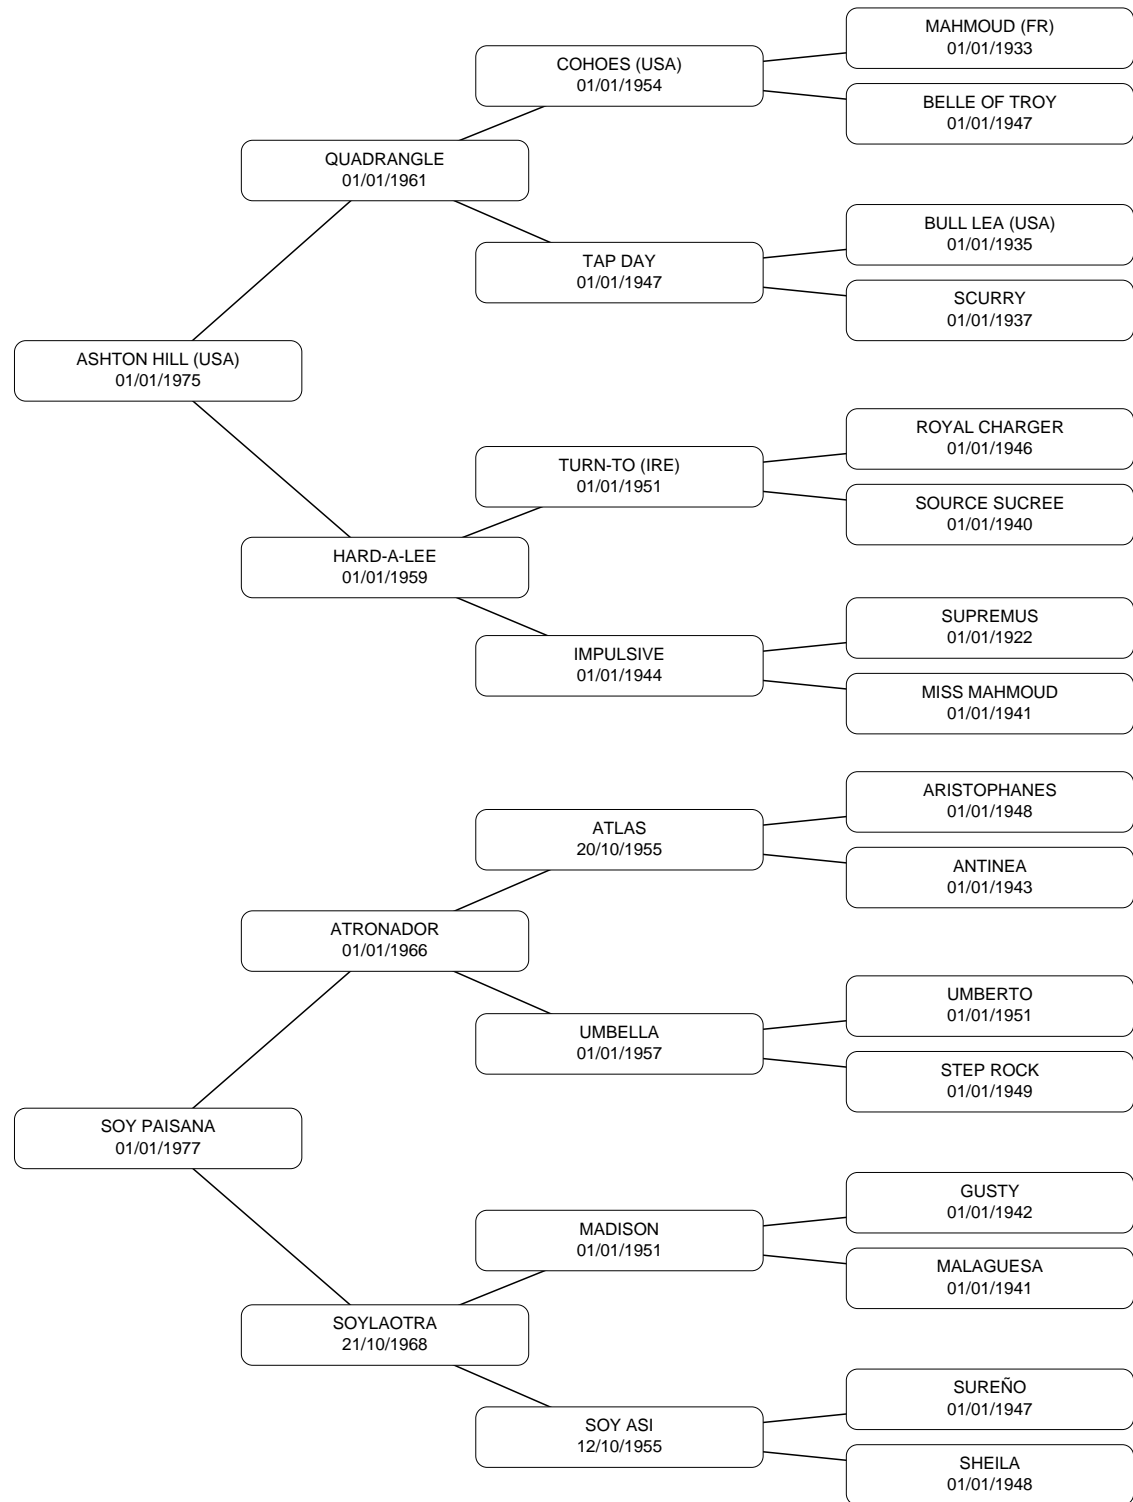 MAHMOUD (FR)
01/01/1933
COHOES (USA)
01/01/1954
BELLE OF TROY
01/01/1947
QUADRANGLE
01/01/1961
BULL LEA (USA)
01/01/1935
TAP DAY
01/01/1947
SCURRY
01/01/1937
ASHTON HILL (USA)
01/01/1975
ROYAL CHARGER
01/01/1946
TURN-TO (IRE)
01/01/1951
SOURCE SUCREE
01/01/1940
HARD-A-LEE
01/01/1959
SUPREMUS
01/01/1922
IMPULSIVE
01/01/1944
MISS MAHMOUD
01/01/1941
ARISTOPHANES
01/01/1948
ATLAS
20/10/1955
ANTINEA
01/01/1943
ATRONADOR
01/01/1966
UMBERTO
01/01/1951
UMBELLA
01/01/1957
STEP ROCK
01/01/1949
SOY PAISANA
01/01/1977
GUSTY
01/01/1942
MADISON
01/01/1951
MALAGUESA
01/01/1941
SOYLAOTRA
21/10/1968
SUREÑO
01/01/1947
SOY ASI
12/10/1955
SHEILA
01/01/1948